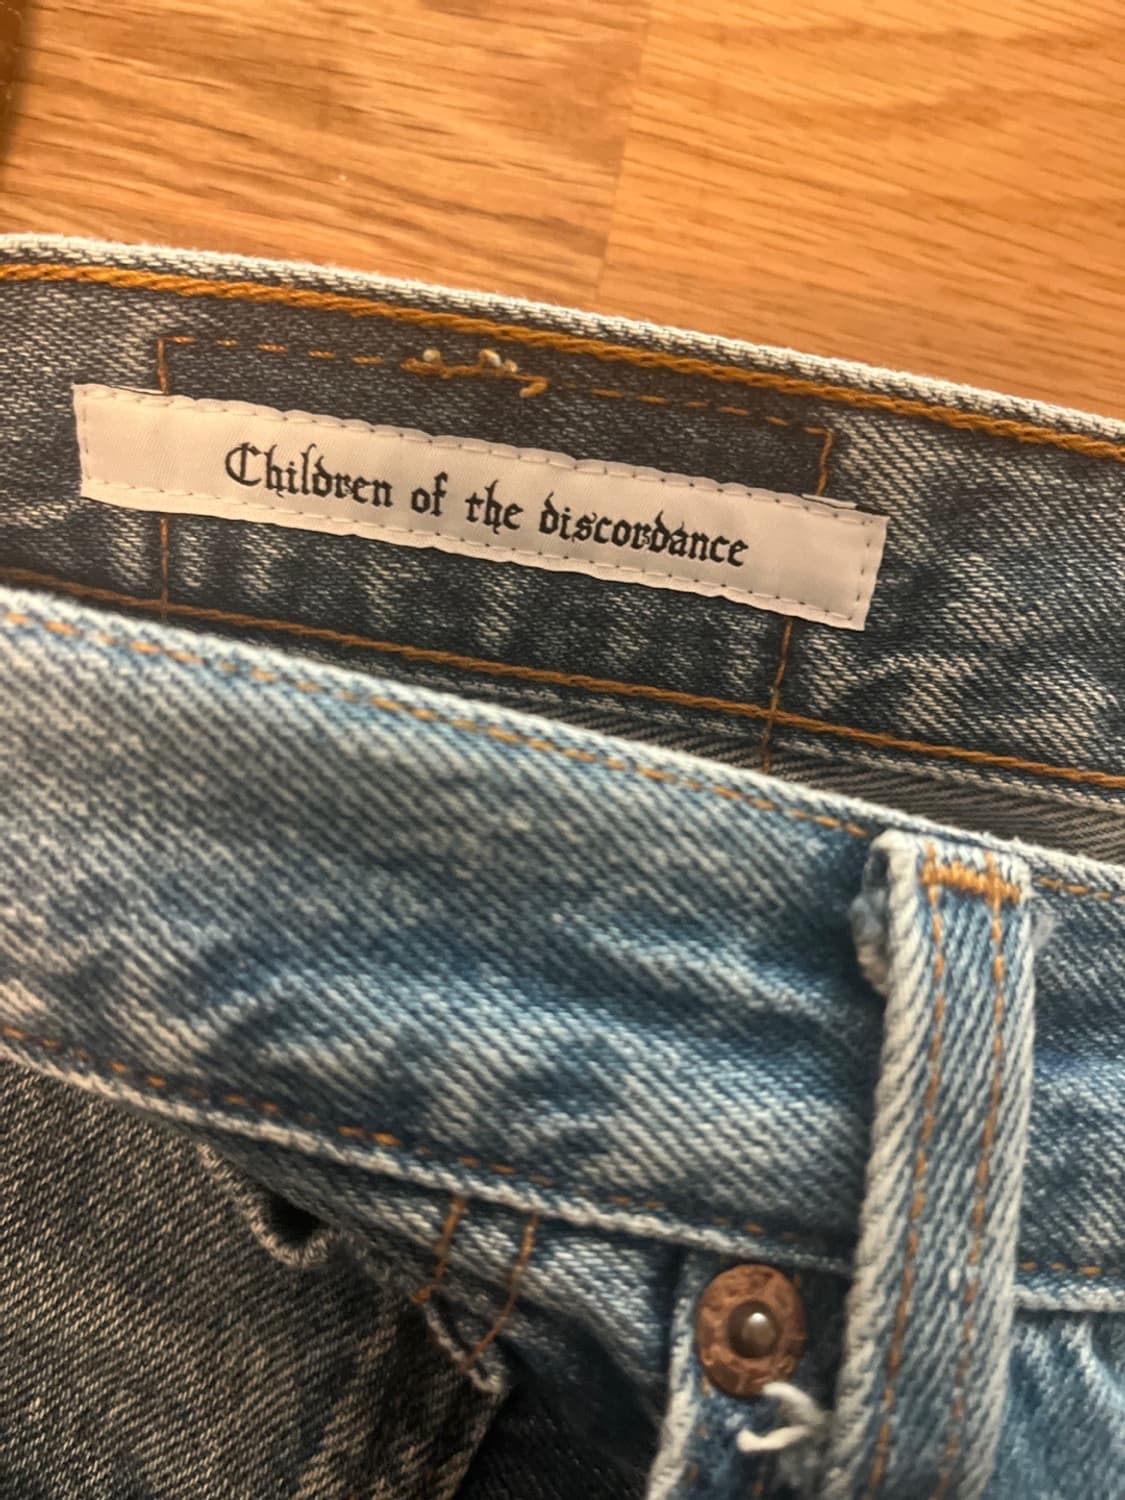 Children of the discordance